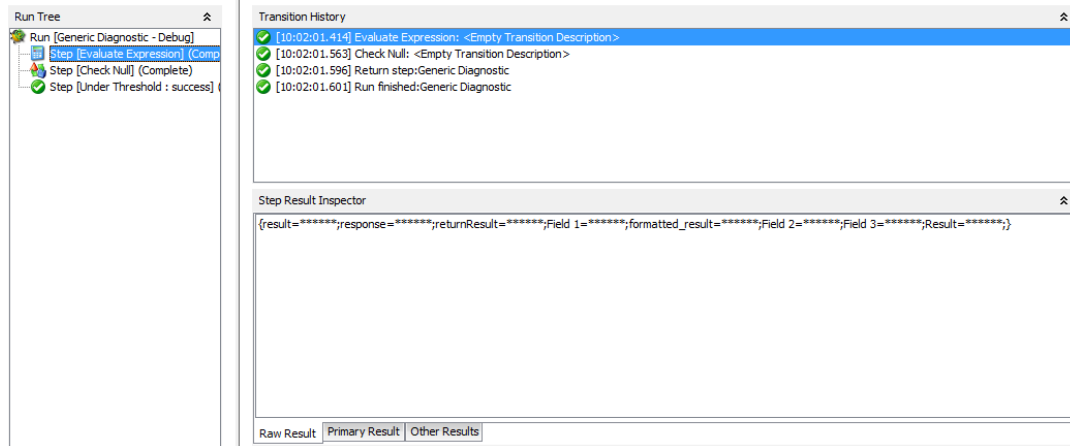 Run Tree
Run [Generic Diagnostic - Debug]
Step [Evaluate Expression] (Comp
Step [Check Null] (Complete)
Step [Under Threshold : success] (
Transition History
[10:02:01.414] Evaluate Expression: <Empty Transition Description>
[10:02:01.563] Check Null: <Empty Transition Description>
[10:02:01.596] Return step:Generic Diagnostic
[10:02:01.601] Run finished:Generic Diagnostic
Step Result Inspector
{result=******;response=******;returnResult=******;Field 1=******;formatted_result=******;Field 2=******;Field 3=******;Result=******;}
Raw Result Primary Result Other Results